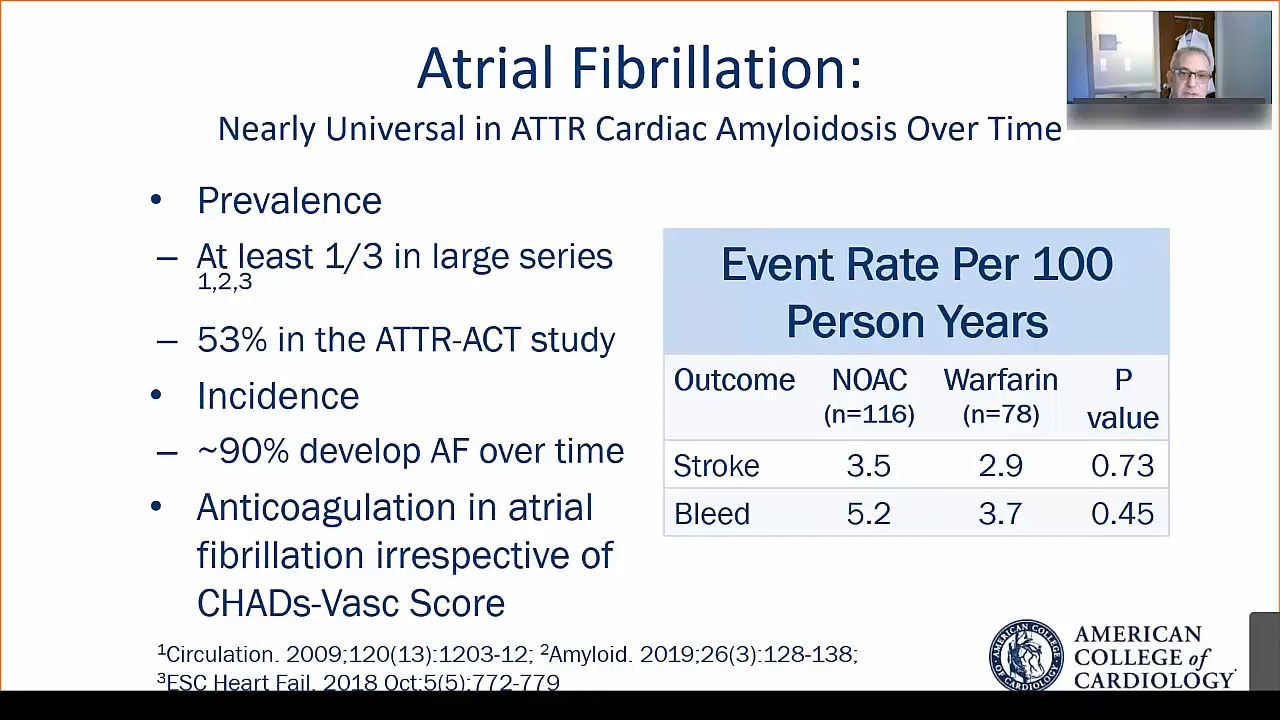 Atrial Fibrillation:
Nearly Universal in ATTR Cardiac Amyloidosis Over Time
• Prevalence
– At least 1/3 in large series
1,2,3
– 53% in the ATTR-ACT study
• Incidence
– ~90% develop AF over time
• Anticoagulation in atrial
fibrillation irrespective of
CHADs-Vasc Score
Event Rate Per 100
Person Years
Outcome NOAC (n=116) Warfarin (n=78) P value
Stroke 3.5 2.9 0.73
Bleed 5.2 3.7 0.45
¹Circulation. 2009;120(13):1203-12; ²Amyloid. 2019;26(3):128-138;
³ESC Heart Fail. 2018 Oct;5(5):772-779
AMERICAN COLLEGE OF CARDIOLOGY
AMERICAN
COLLEGE of
CARDIOLOGY